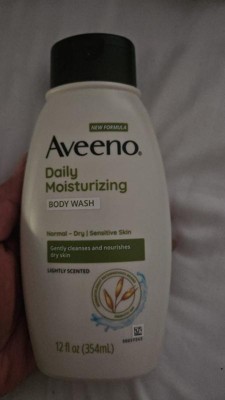 NEW FORMULA
Aveeno®
Daily
Moisturizing
BODY WASH
Normal - Dry | Sensitive Skin
Gently cleanses and nourishes
dry skin
LIGHTLY SCENTED
12 fl oz (354mL)